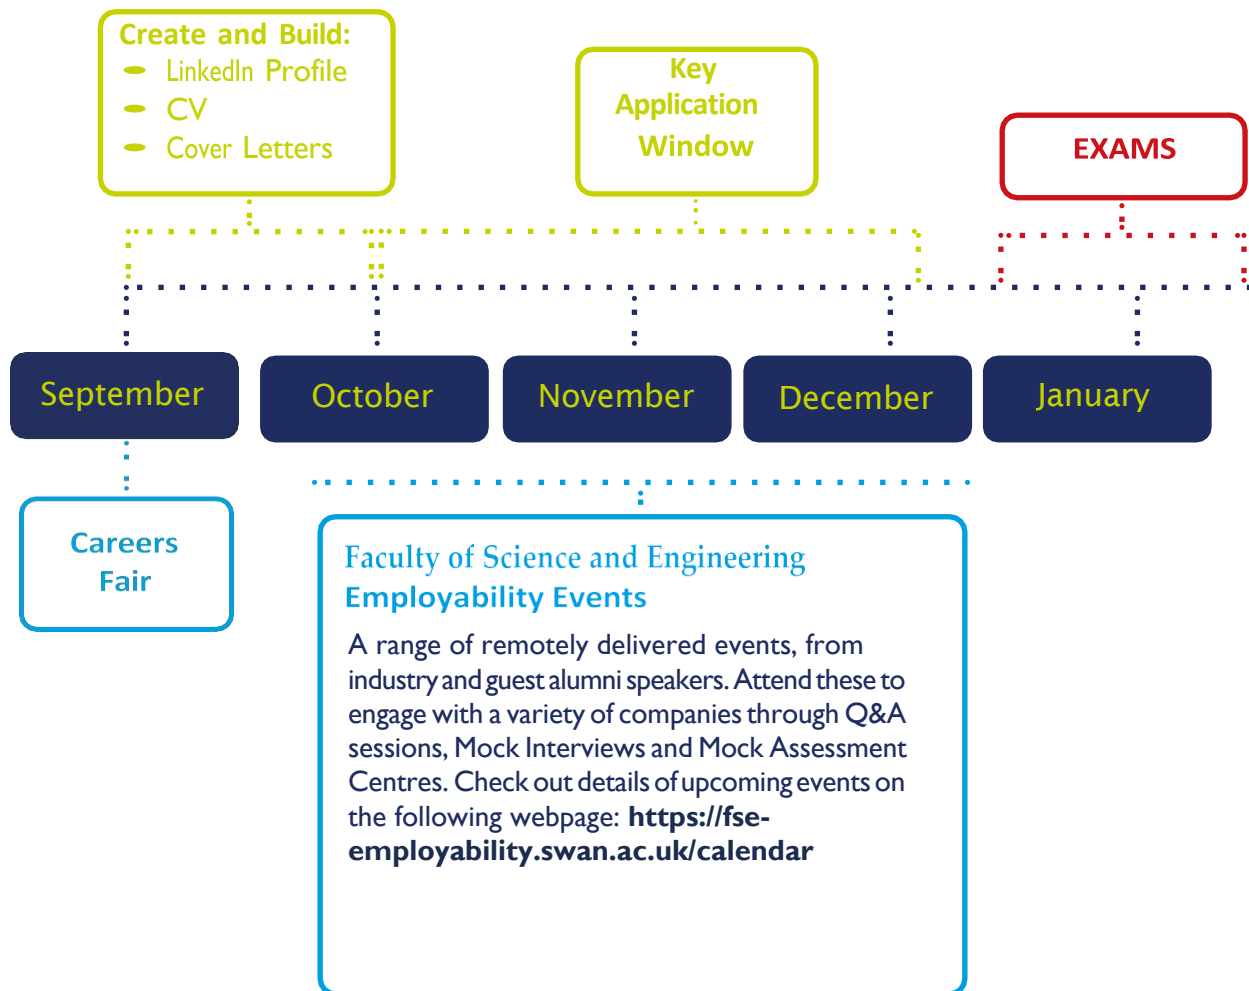 Create and Build:
LinkedIn Profile
CV
Cover Letters
Key
Application
Window
EXAMS
September
October
November
December
January
Careers
Fair
Faculty of Science and Engineering
Employability Events
A range of remotely delivered events, from
industry and guest alumni speakers. Attend these to
engage with a variety of companies through Q&A
sessions, Mock Interviews and Mock Assessment
Centres. Check out details of upcoming events on
the following webpage: https://fse-
employability.swan.ac.uk/calendar